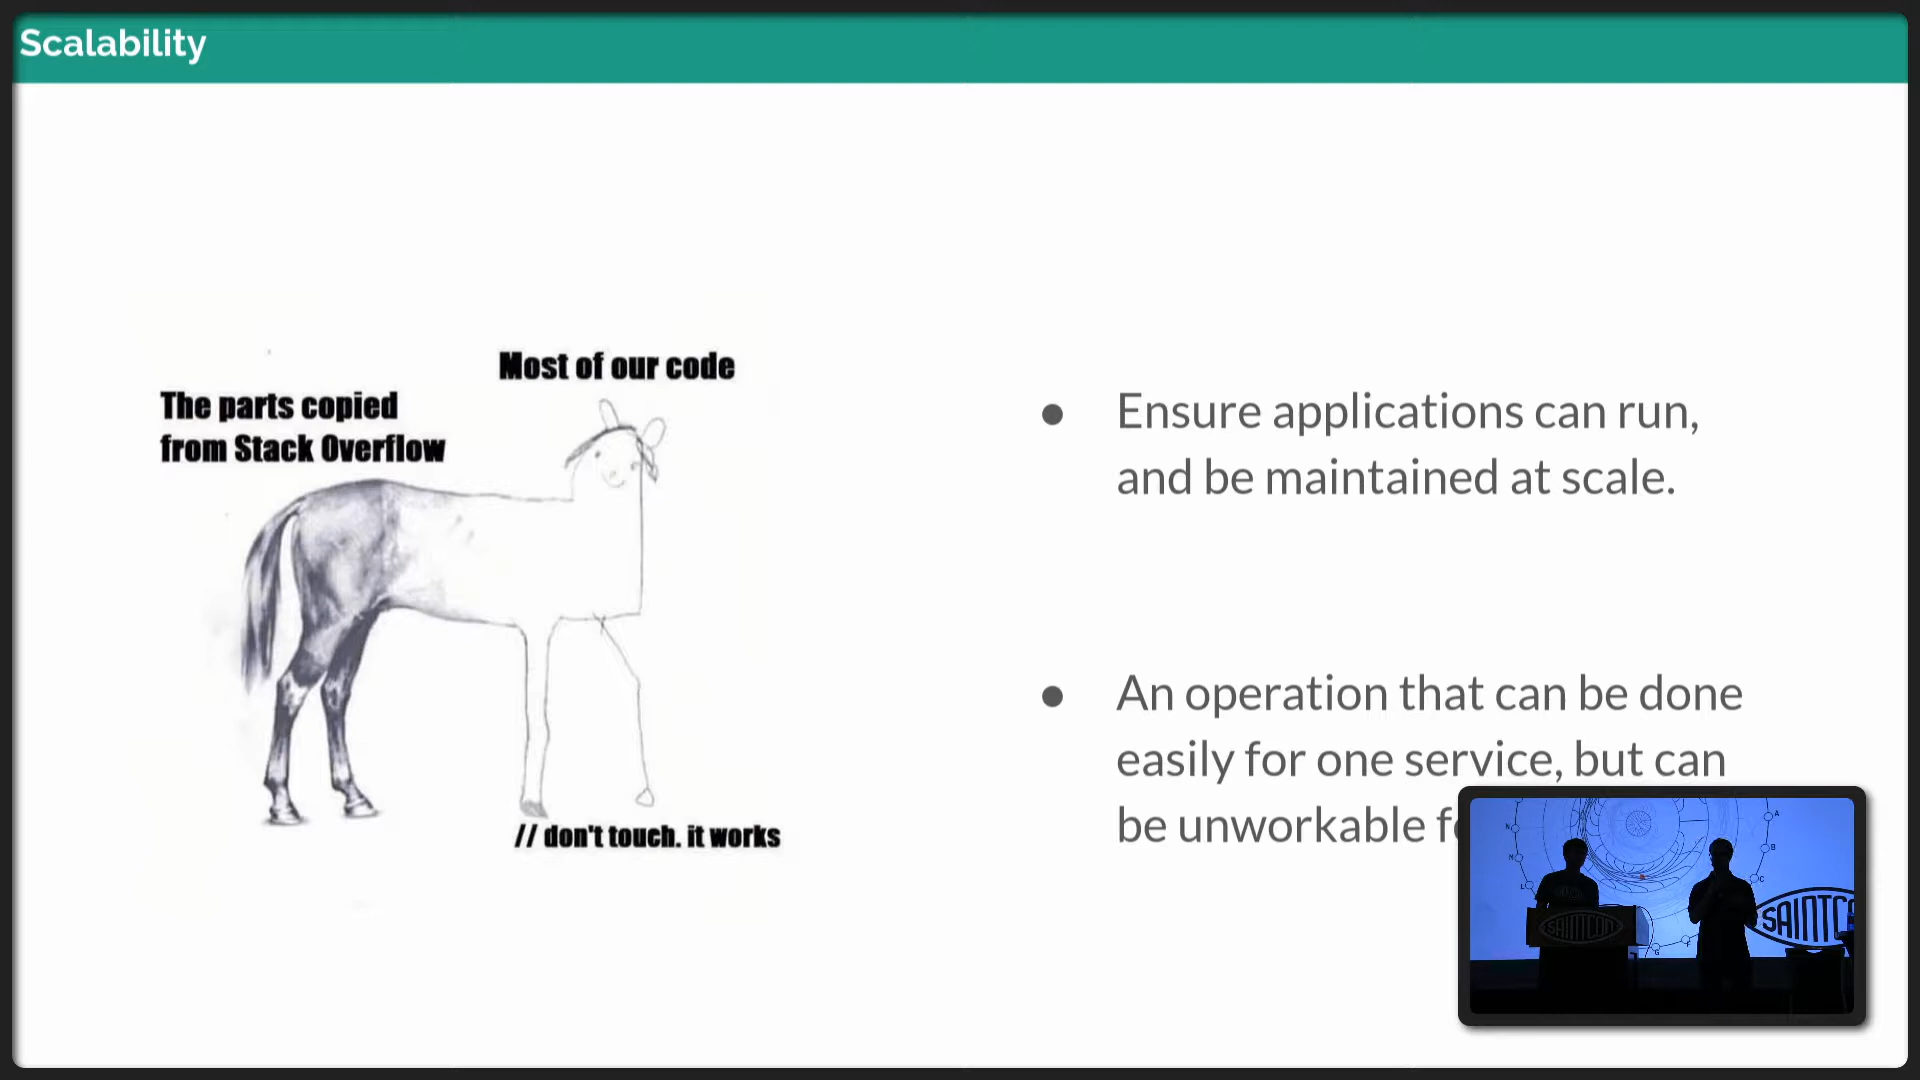 Scalability
Most of our code
The parts copied
from Stack Overflow
// don't touch. it works
● Ensure applications can run,
and be maintained at scale.
● An operation that can be done
easily for one service, but can
be unworkable
SAINTCON
N
M
L
A
B
C
G
F